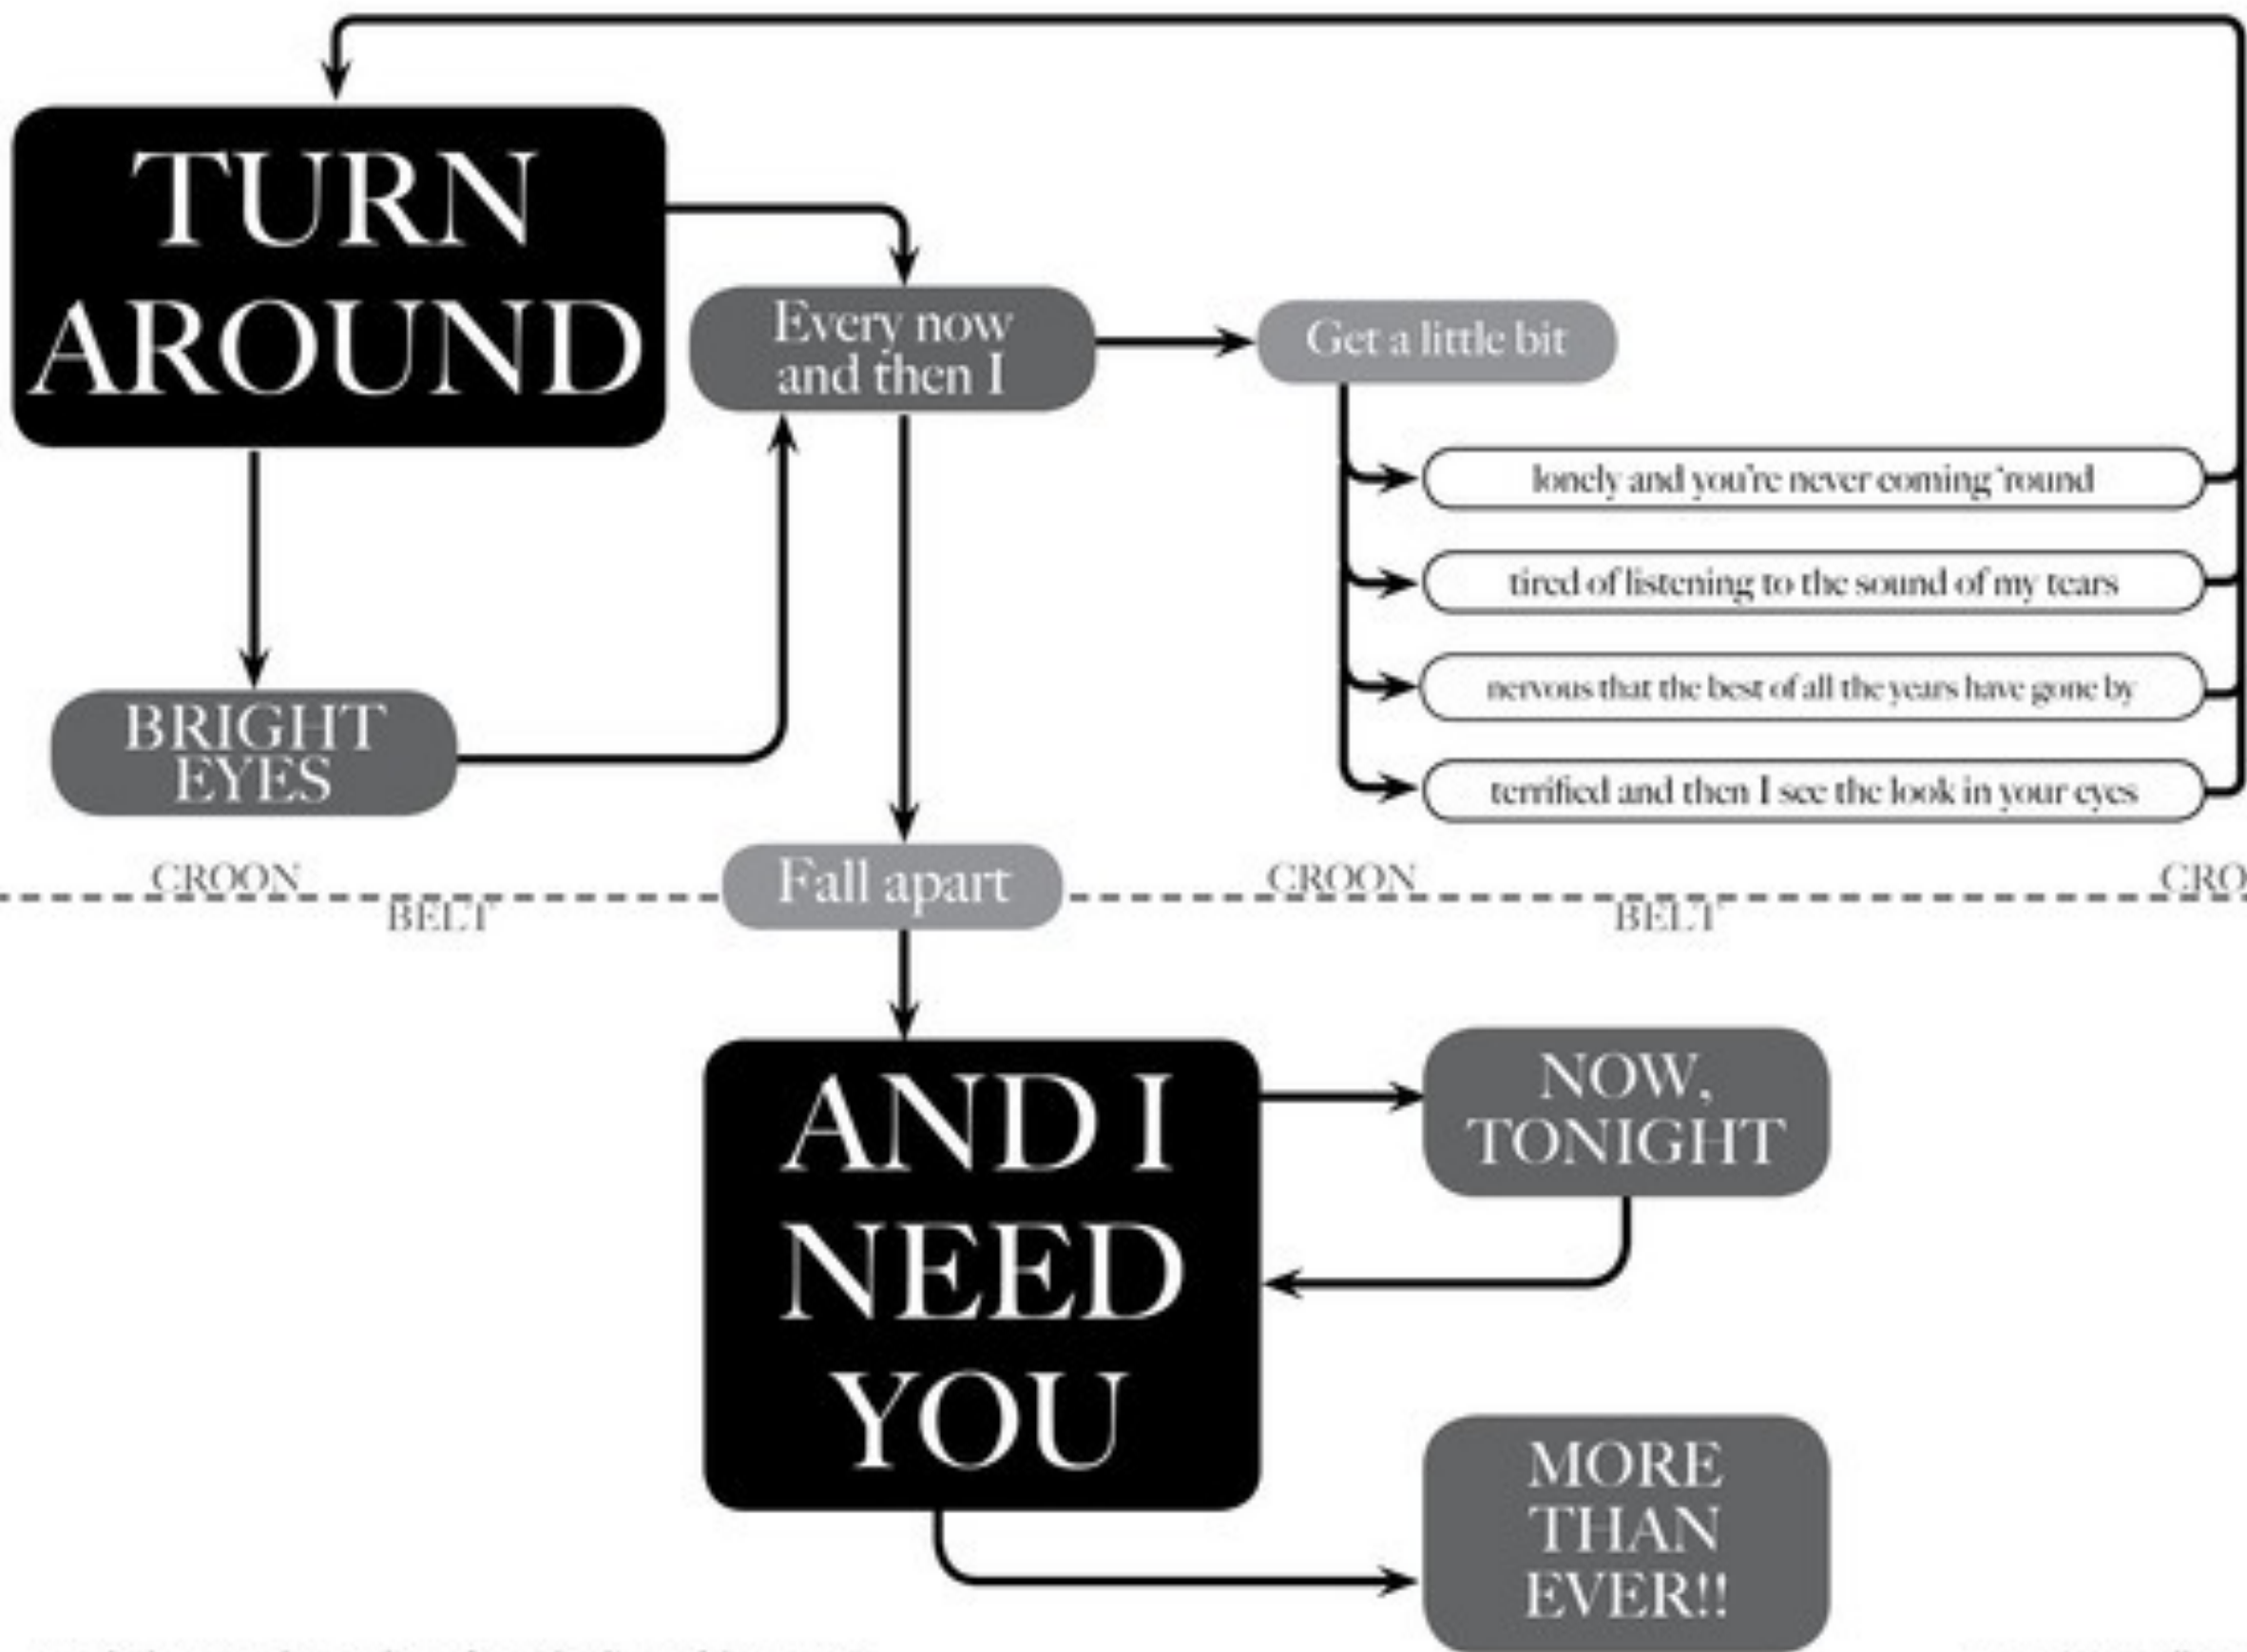 TURN
AROUND
Every now
and then I
Get a little bit
lonely and you're never coming 'round
tired of listening to the sound of my tears
nervous that the best of all the years have gone by
terrified and then I see the look in your eyes
BRIGHT
EYES
CROON
BELT
Fall apart
CROON
BELT
CRO
AND I
NEED
YOU
NOW,
TONIGHT
MORE
THAN
EVER!!